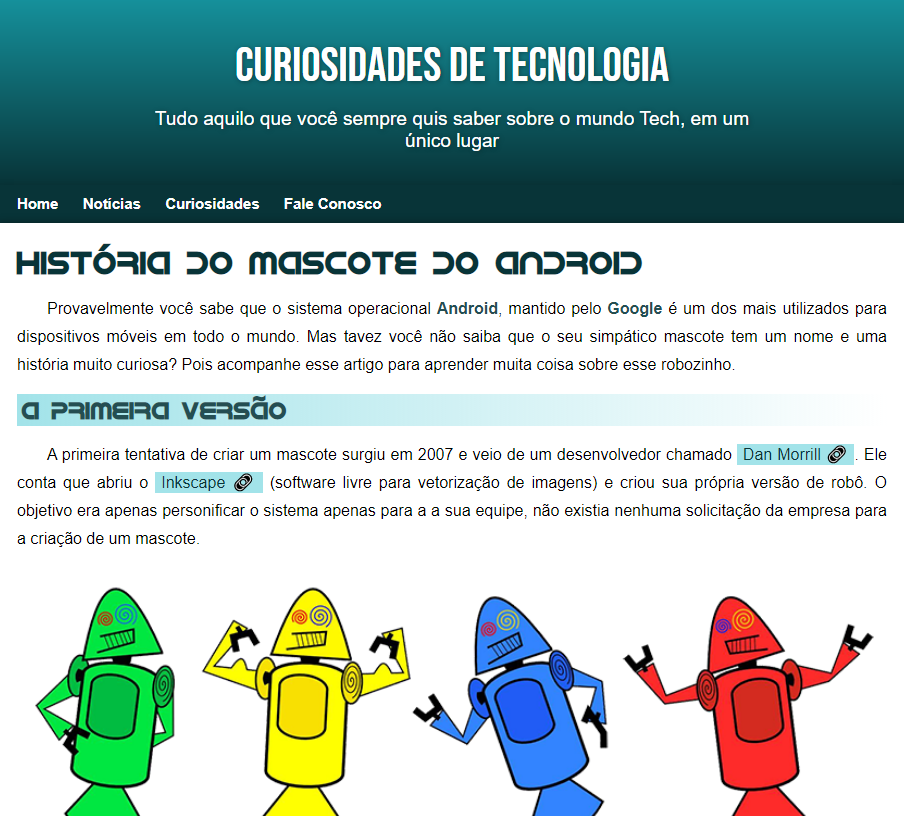 CURIOSIDADES DE TECNOLOGIA
Tudo aquilo que você sempre quis saber sobre o mundo Tech, em um
único lugar
Home Notícias Curiosidades Fale Conosco
História do Mascote do Android
Provavelmente você sabe que o sistema operacional Android, mantido pelo Google é um dos mais utilizados para
dispositivos móveis em todo o mundo. Mas tavez você não saiba que o seu simpático mascote tem um nome e uma
história muito curiosa? Pois acompanhe esse artigo para aprender muita coisa sobre esse robozinho.
A primeira versão
A primeira tentativa de criar um mascote surgiu em 2007 e veio de um desenvolvedor chamado Dan Morrill. Ele
conta que abriu o Inkscape (software livre para vetorização de imagens) e criou sua própria versão de robô. O
objetivo era apenas personificar o sistema apenas para a a sua equipe, não existia nenhuma solicitação da empresa para
a criação de um mascote.